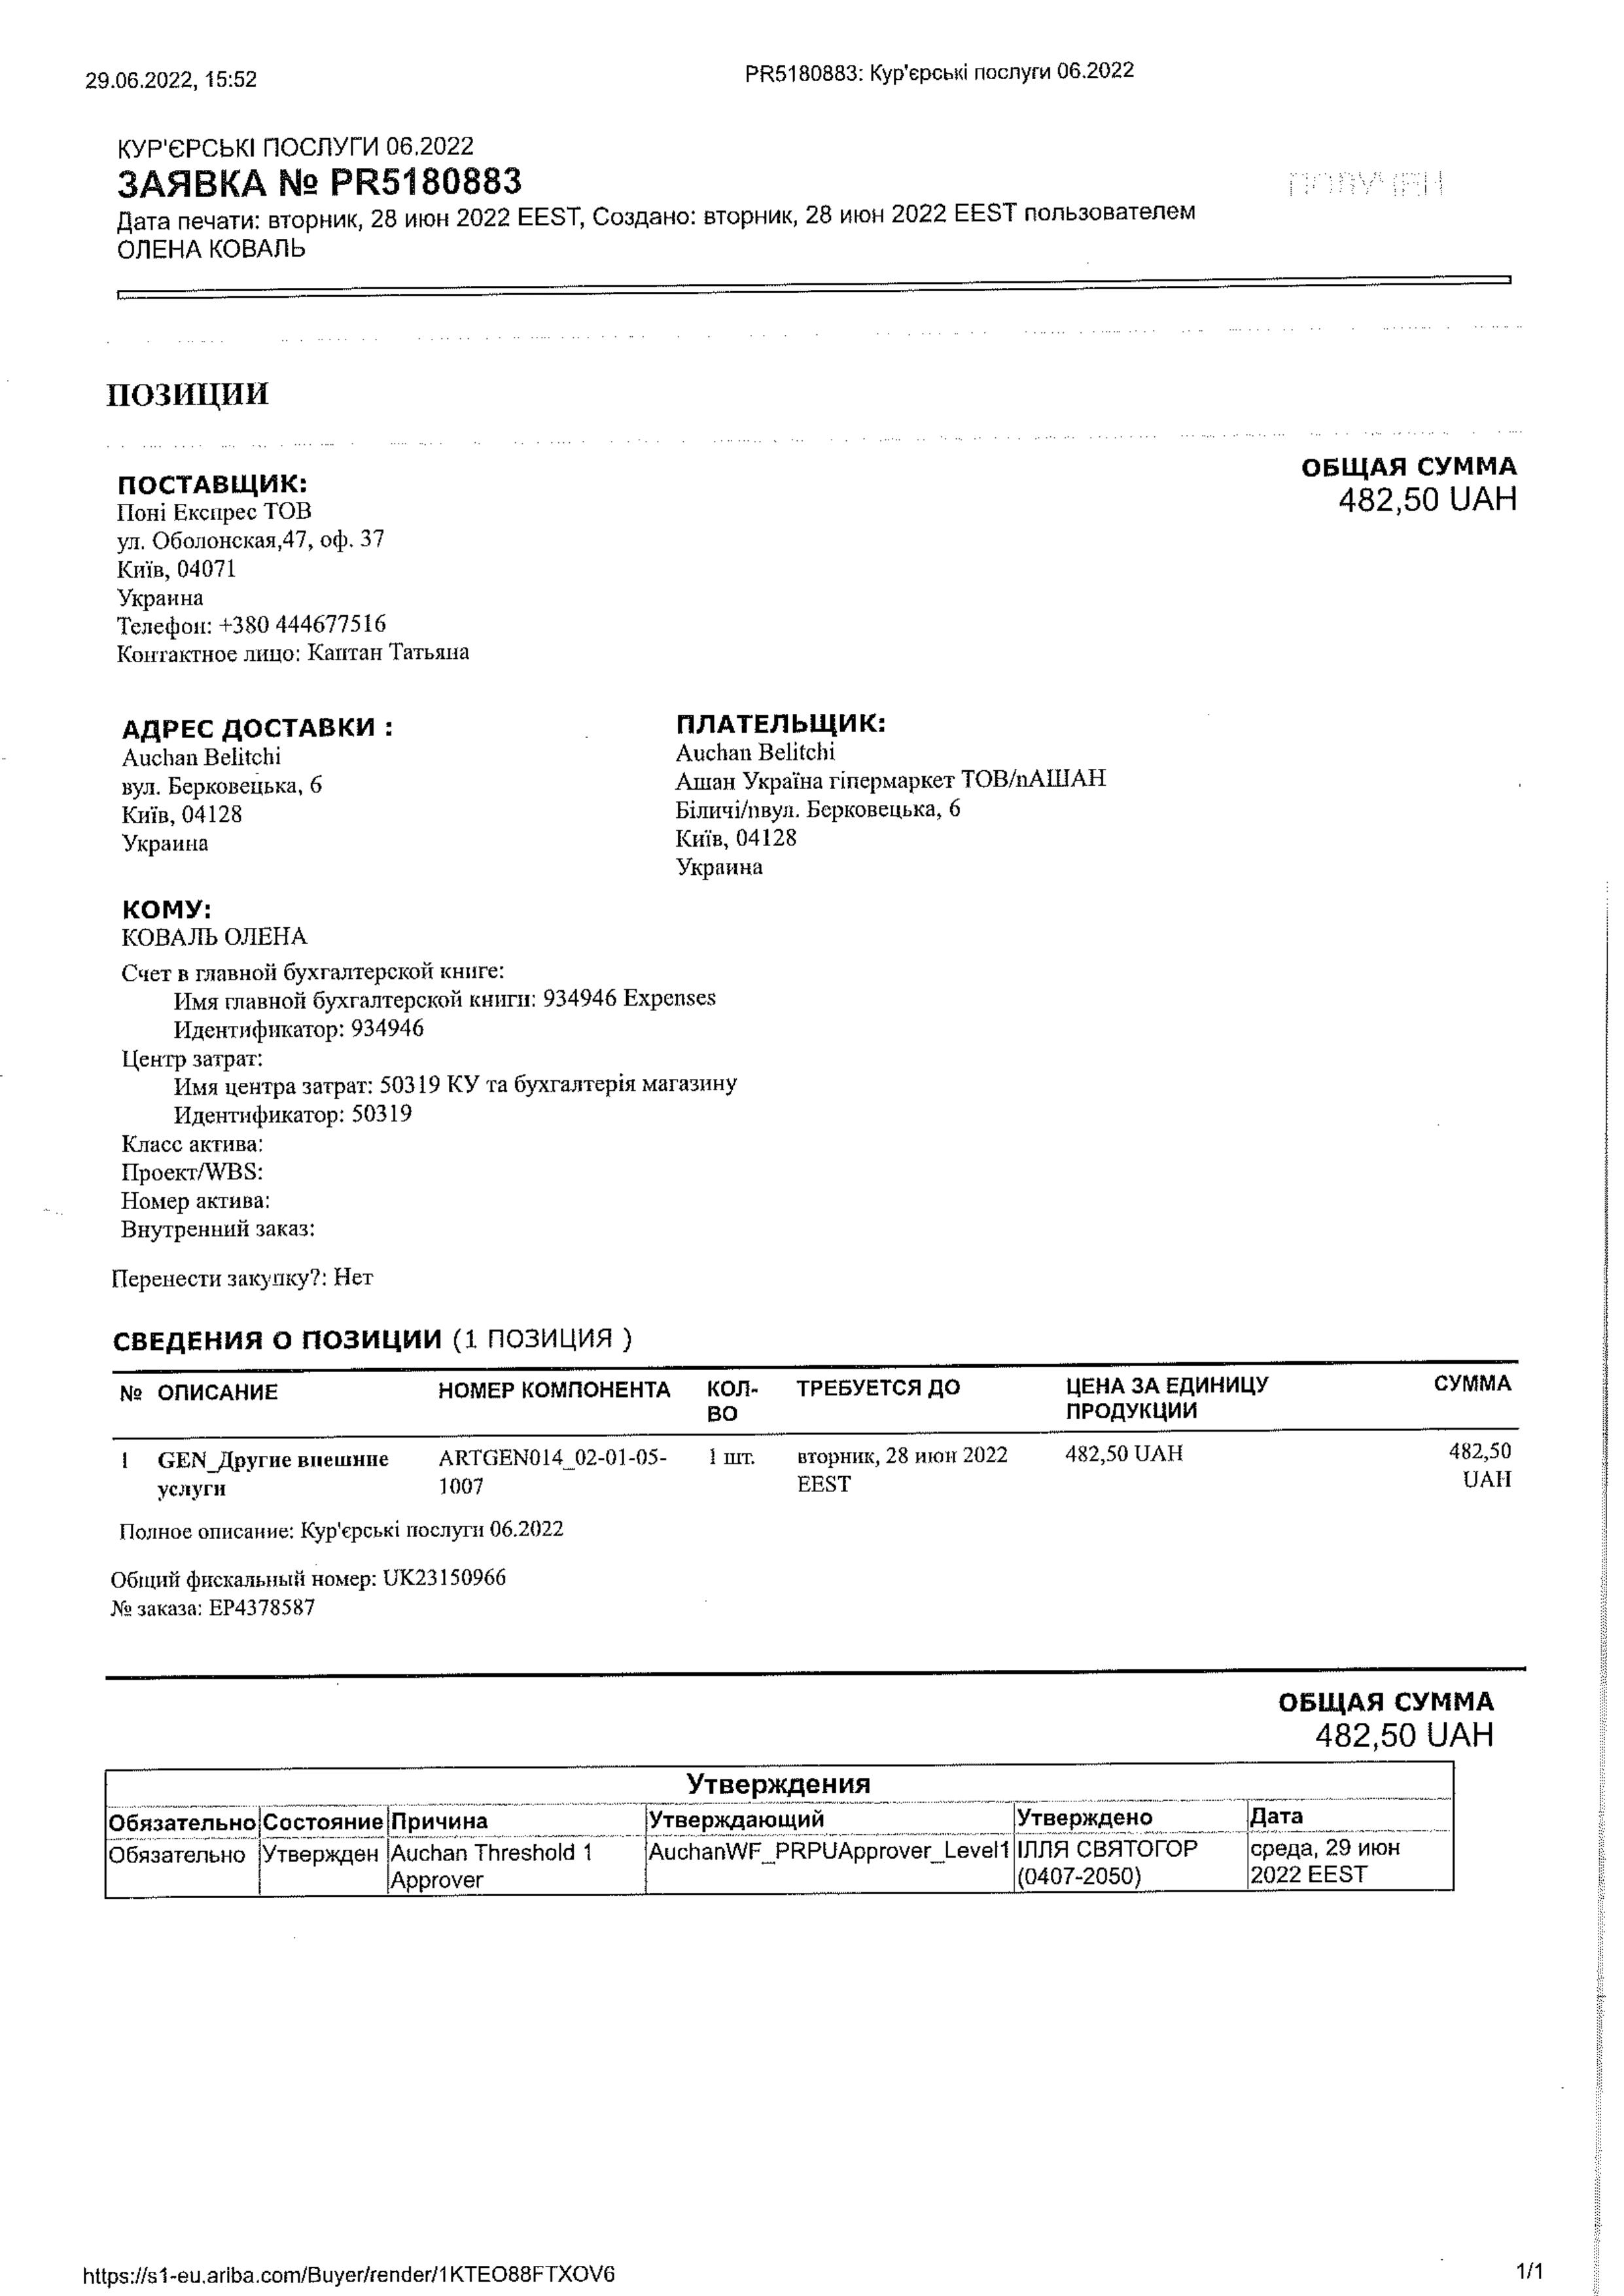 29.06.2022, 15:52
PR5180883: Кур'єрські послуги 06.2022
КУР'ЄРСЬКІ ПОСЛУГИ 06.2022
ЗАЯВКА № PR5180883
Дата печати: вторник, 28 июн 2022 EEST, Создано: вторник, 28 июн 2022 EEST пользователем
ОЛЕНА КОВАЛЬ
ПОЗИЦИИ
ПОСТАВЩИК:
Поні Експрес ТОВ
ул. Оболонская,47, оф. 37
Київ, 04071
Украина
Телефон: +380 444677516
Контактное лицо: Каптан Татьяна
ОБЩАЯ СУММА
482,50 UAH
АДРЕС ДОСТАВКИ :
Auchan Belitchi
вул. Берковецька, 6
Київ, 04128
Украина
ПЛАТЕЛЬЩИК:
Auchan Belitchi
Ашан Україна гіпермаркет ТОВ/nАШАН
Біличі/nвул. Берковецька, 6
Київ, 04128
Украина
КОМУ:
КОВАЛЬ ОЛЕНА
Счет в главной бухгалтерской книге:
Имя главной бухгалтерской книги: 934946 Expenses
Идентификатор: 934946
Центр затрат:
Имя центра затрат: 50319 КУ та бухгалтерія магазину
Идентификатор: 50319
Класс актива:
Проект/WBS:
Номер актива:
Внутренний заказ:
Перенести закупку?: Нет
СВЕДЕНИЯ О ПОЗИЦИИ (1 ПОЗИЦИЯ )
№ ОПИСАНИЕ НОМЕР КОМПОНЕНТА КОЛ- ТРЕБУЕТСЯ ДО ЦЕНА ЗА ЕДИНИЦУ СУММА
ВО ПРОДУКЦИИ
1 GEN_Другие внешние ARTGEN014_02-01-05- 1 шт. вторник, 28 июн 2022 482,50 UAH 482,50
услуги 1007 EEST UAH
Полное описание: Кур'єрські послуги 06.2022
Общий фискальный номер: UK23150966
№ заказа: EP4378587
ОБЩАЯ СУММА
482,50 UAH
Утверждения
Обязательно Состояние Причина Утверждающий Утверждено Дата
Обязательно Утвержден Auchan Threshold 1 AuchanWF_PRPUApprover_Level1 ІЛЛЯ СВЯТОГОР среда, 29 июн
Approver (0407-2050) 2022 EEST
https://s1-eu.ariba.com/Buyer/render/1KTEO88FTXOV6
1/1